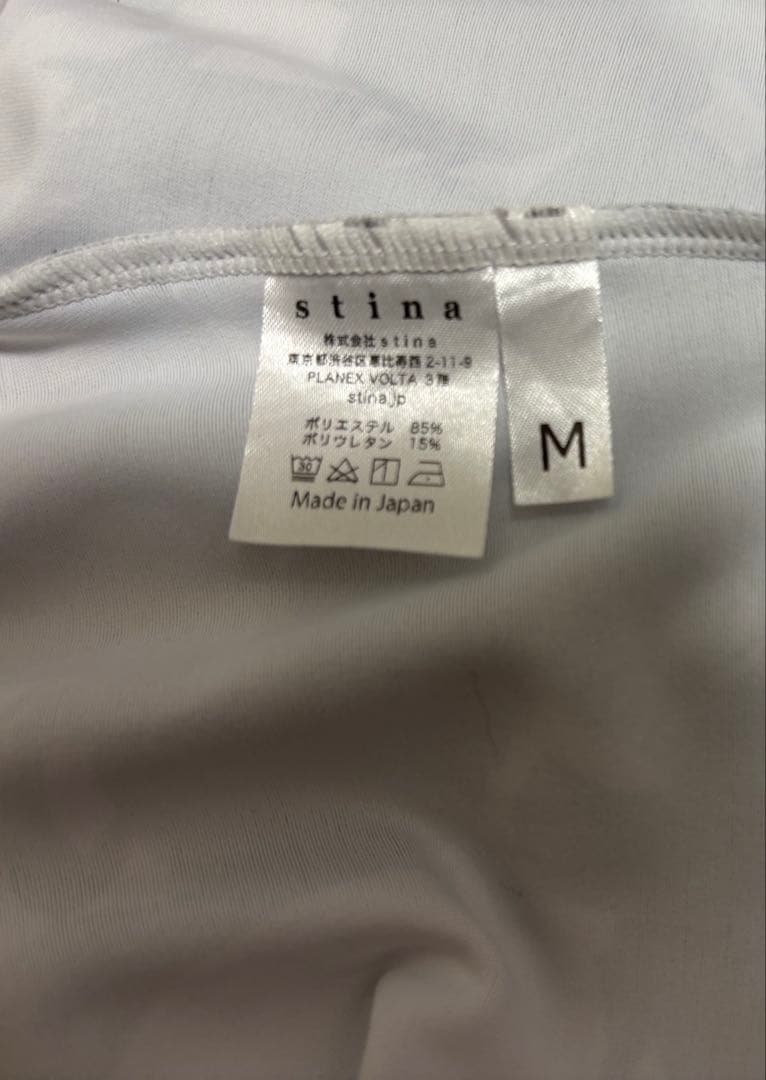 stina
株式会社stina
東京都渋谷区恵比寿西 2-11-9
PLANEX VOLTA 3階
stina.jp
ポリエステル 85%
ポリウレタン 15%
30
Made in Japan
M